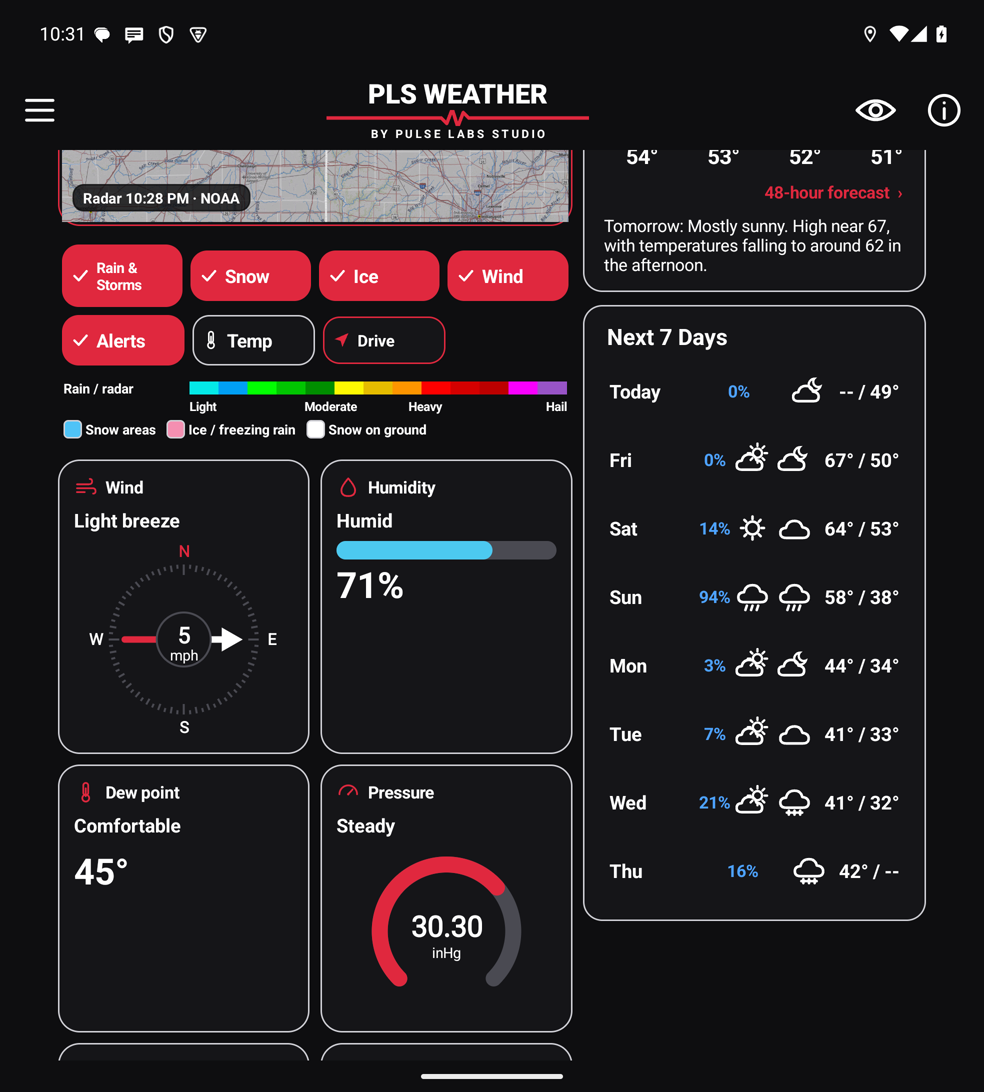 10:31
PLS WEATHER
BY PULSE LABS STUDIO
Radar 10:28 PM · NOAA
Rain &
Storms
Snow
Ice
Wind
Alerts
Temp
Drive
Rain / radar
Light Moderate Heavy Hail
Snow areas Ice / freezing rain Snow on ground
Wind
Light breeze
N
W
5
mph
E
S
Humidity
Humid
71%
Dew point
Comfortable
45°
Pressure
Steady
30.30
inHg
54° 53° 52° 51°
48-hour forecast ›
Tomorrow: Mostly sunny. High near 67,
with temperatures falling to around 62 in
the afternoon.
Next 7 Days
Today 0% -- / 49°
Fri 0% 67° / 50°
Sat 14% 64° / 53°
Sun 94% 58° / 38°
Mon 3% 44° / 34°
Tue 7% 41° / 33°
Wed 21% 41° / 32°
Thu 16% 42° / --